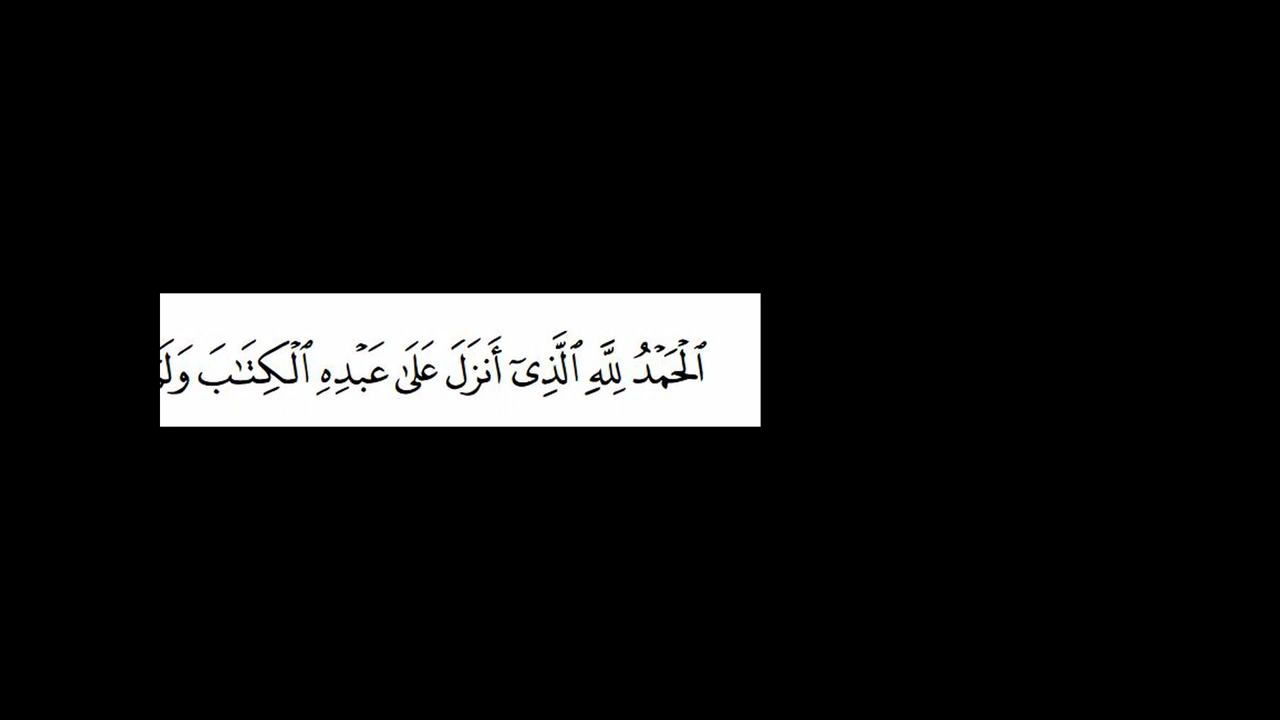 ٱلْحَمْدُ لِلَّهِ ٱلَّذِىٓ أَنزَلَ عَلَىٰ عَبْدِهِ ٱلْكِتَـٰبَ